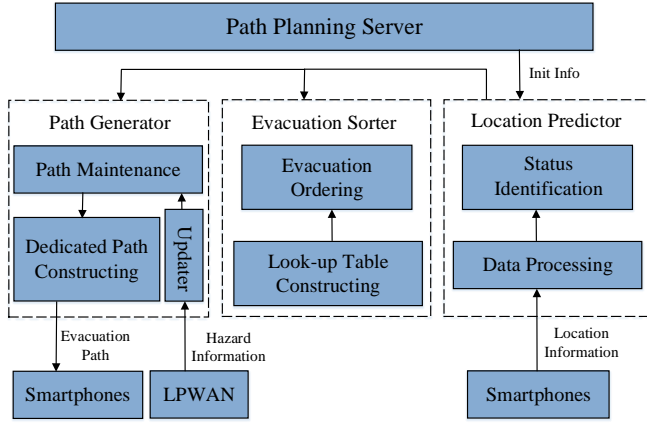 Path Planning Server
Init Info
Path Generator
Evacuation Sorter
Location Predictor
Path Maintenance
Evacuation
Ordering
Status
Identification
Dedicated Path
Constructing
Updater
Look-up Table
Constructing
Data Processing
Evacuation
Path
Hazard
Information
Location
Information
Smartphones
LPWAN
Smartphones